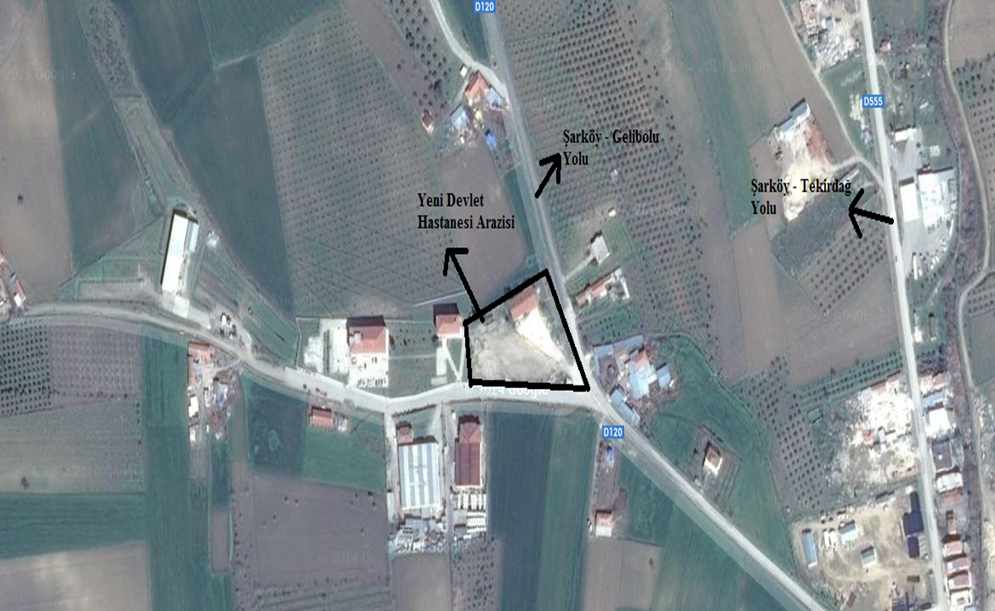 D120
D555
Şarköy - Gelibolu
Yolu
Şarköy - Tekirdağ
Yolu
Yeni Devlet
Hastanesi Arazisi
D120